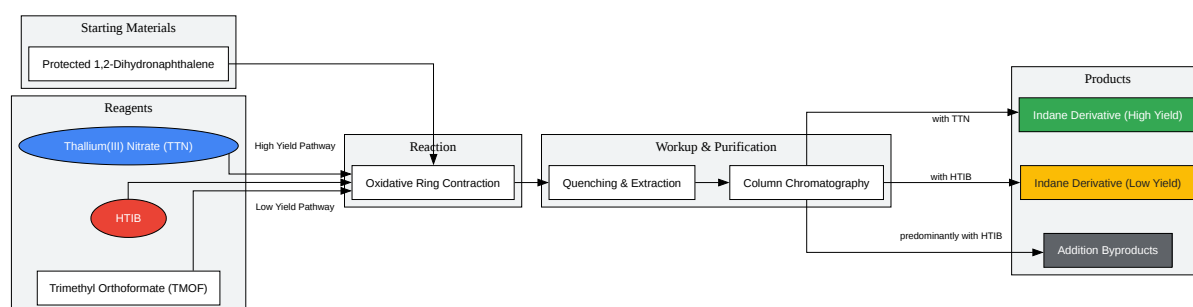 Starting Materials
Protected 1,2-Dihydronaphthalene
Reagents
Thallium(III) Nitrate (TTN)
HTIB
Trimethyl Orthoformate (TMOF)
High Yield Pathway
Low Yield Pathway
Reaction
Oxidative Ring Contraction
Workup & Purification
Quenching & Extraction
Column Chromatography
with TTN
with HTIB
predominantly with HTIB
Products
Indane Derivative (High Yield)
Indane Derivative (Low Yield)
Addition Byproducts